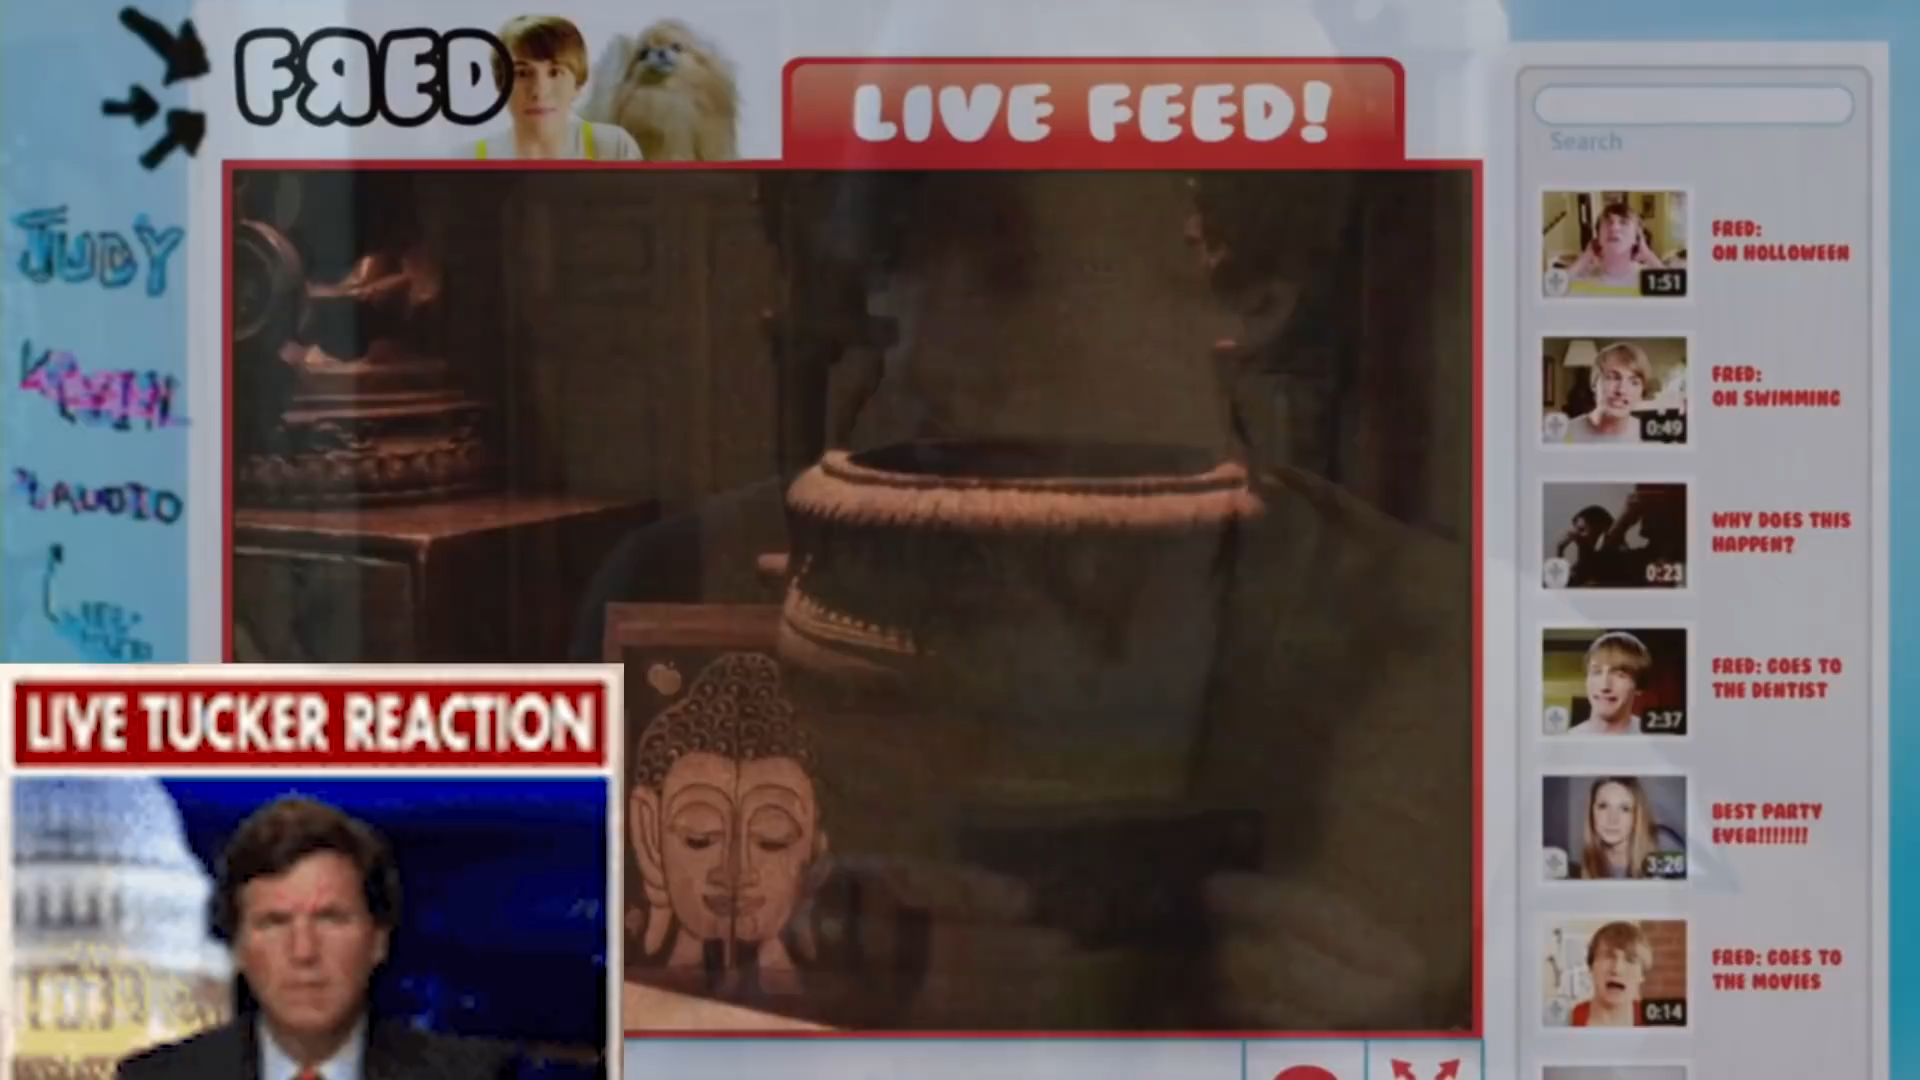 FRED
LIVE FEED!
Search
JUDY
FRED:
ON HOLLOWEEN
1:51
FRED:
ON SWIMMING
0:49
WHY DOES THIS
HAPPEN?
0:23
FRED: GOES TO
THE DENTIST
2:37
BEST PARTY
EVER!!!!!!!
3:26
FRED: GOES TO
THE MOVIES
0:14
LIVE TUCKER REACTION